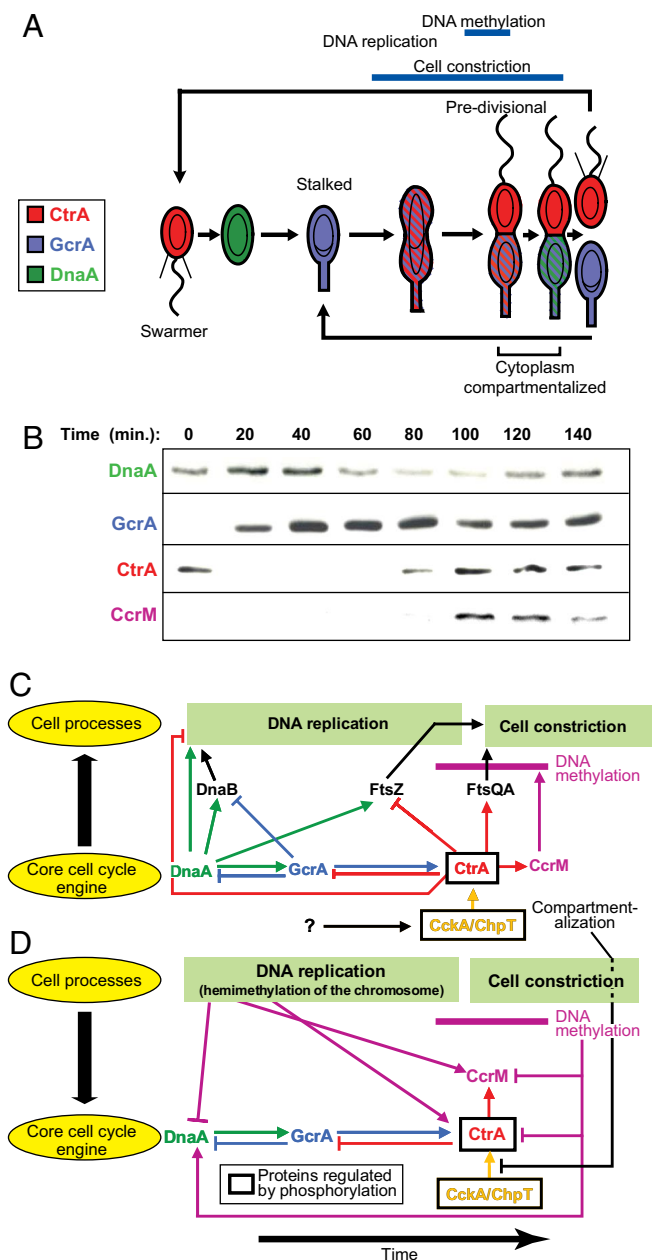 A
DNA methylation
DNA replication
Cell constriction
Pre-divisional
Stalked
CtrA
GcrA
DnaA
Swarmer
Cytoplasm
compartmentalized
B
Time (min.): 0 20 40 60 80 100 120 140
DnaA
GcrA
CtrA
CcrM
C
Cell processes
DNA replication
Cell constriction
DNA
methylation
DnaB
FtsZ
FtsQA
Core cell cycle
engine
DnaA
GcrA
CtrA
CcrM
?
CckA/ChpT
Compartment-
alization
D
Cell processes
DNA replication
(hemimethylation of the chromosome)
Cell constriction
DNA
methylation
CcrM
Core cell cycle
engine
DnaA
GcrA
CtrA
Proteins regulated
by phosphorylation
CckA/ChpT
Time